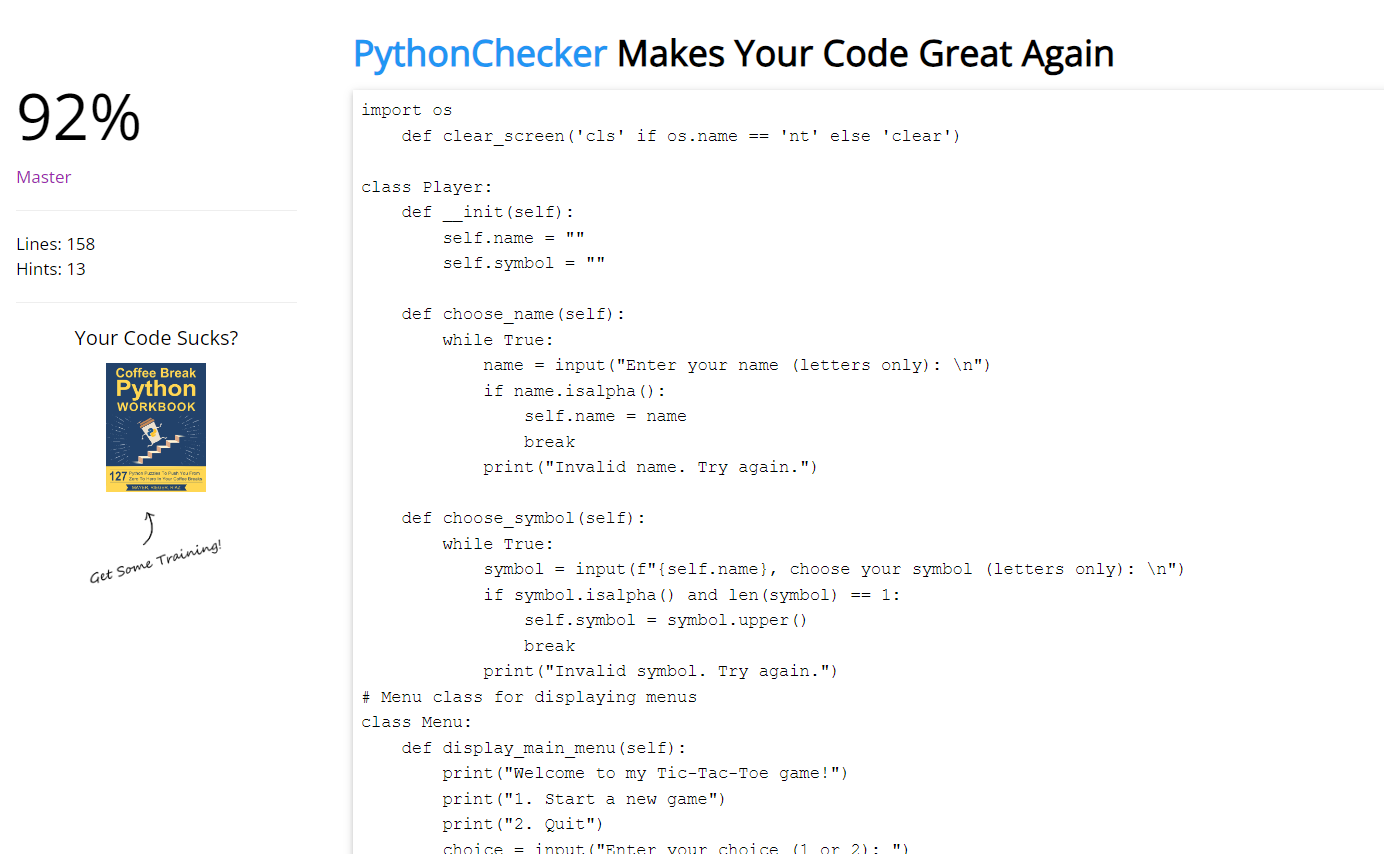 PythonChecker Makes Your Code Great Again
92%
Master
Lines: 158
Hints: 13
Your Code Sucks?
Coffee Break
Python
WORKBOOK
127 Python Puzzles To Push You From
Zero To Hero In Your Coffee Breaks
Get Some Training!
import os
    def clear_screen('cls' if os.name == 'nt' else 'clear')
class Player:
    def __init(self):
        self.name = ""
        self.symbol = ""
    def choose_name(self):
        while True:
            name = input("Enter your name (letters only): \n")
            if name.isalpha():
                self.name = name
                break
            print("Invalid name. Try again.")
    def choose_symbol(self):
        while True:
            symbol = input(f"{self.name}, choose your symbol (letters only): \n")
            if symbol.isalpha() and len(symbol) == 1:
                self.symbol = symbol.upper()
                break
            print("Invalid symbol. Try again.")
# Menu class for displaying menus
class Menu:
    def display_main_menu(self):
        print("Welcome to my Tic-Tac-Toe game!")
        print("1. Start a new game")
        print("2. Quit")
        choice = input("Enter your choice (1 or 2): ")